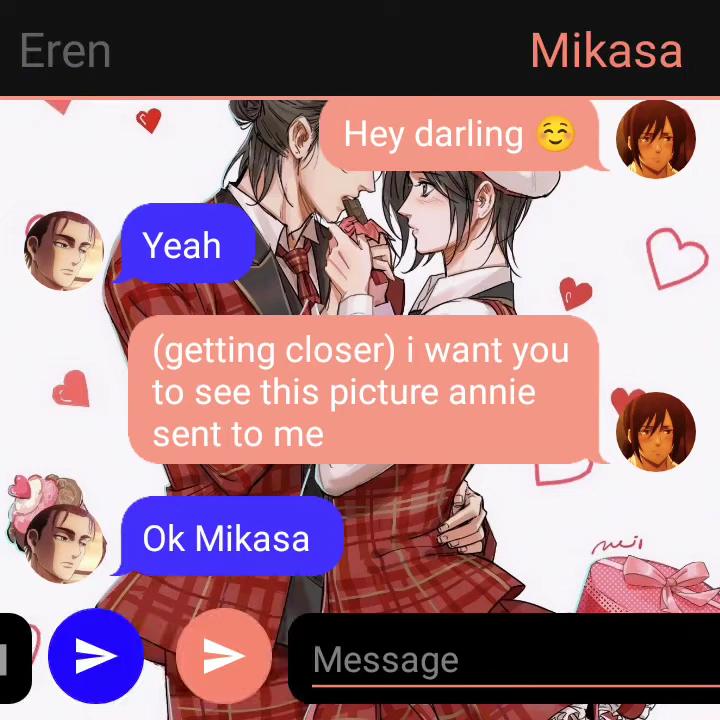 Eren
Mikasa
Hey darling ☺️
Yeah
(getting closer) i want you
to see this picture annie
sent to me
Ok Mikasa
Message